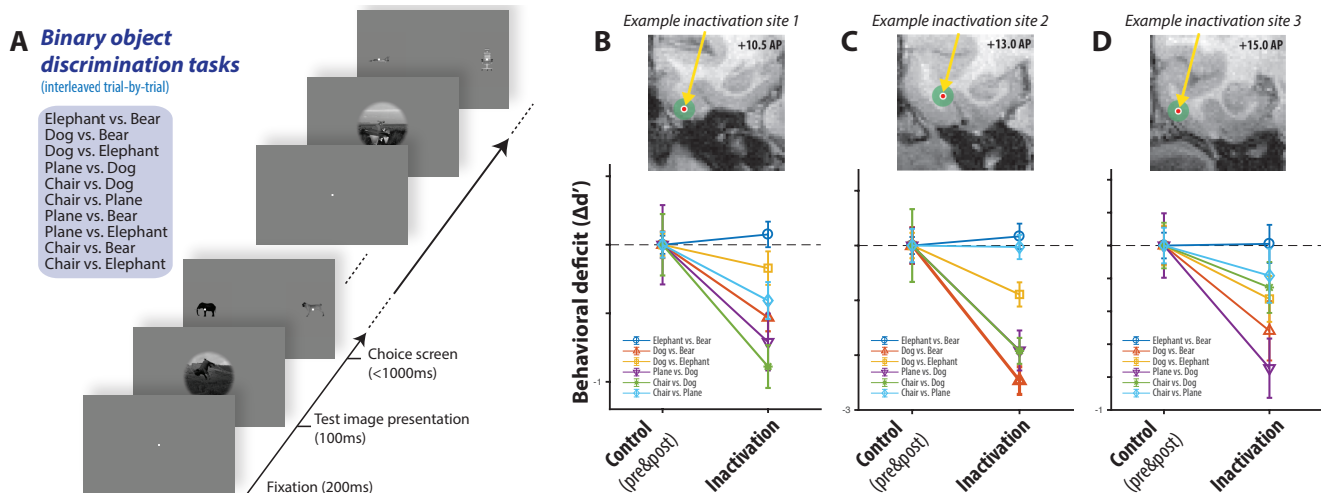 A
Binary object
discrimination tasks
(interleaved trial-by-trial)
Elephant vs. Bear
Dog vs. Bear
Dog vs. Elephant
Plane vs. Dog
Chair vs. Dog
Chair vs. Plane
Plane vs. Bear
Plane vs. Elephant
Chair vs. Bear
Chair vs. Elephant
Choice screen
(<1000ms)
Test image presentation
(100ms)
Fixation (200ms)
B
Example inactivation site 1
+10.5 AP
Behavioral deficit (Δd′)
-1
Elephant vs. Bear
Dog vs. Bear
Dog vs. Elephant
Plane vs. Dog
Chair vs. Dog
Chair vs. Plane
Control
(pre&post)
Inactivation
C
Example inactivation site 2
+13.0 AP
-3
Elephant vs. Bear
Dog vs. Bear
Dog vs. Elephant
Plane vs. Dog
Chair vs. Dog
Chair vs. Plane
Control
(pre&post)
Inactivation
D
Example inactivation site 3
+15.0 AP
-1
Elephant vs. Bear
Dog vs. Bear
Dog vs. Elephant
Plane vs. Dog
Chair vs. Dog
Chair vs. Plane
Control
(pre&post)
Inactivation